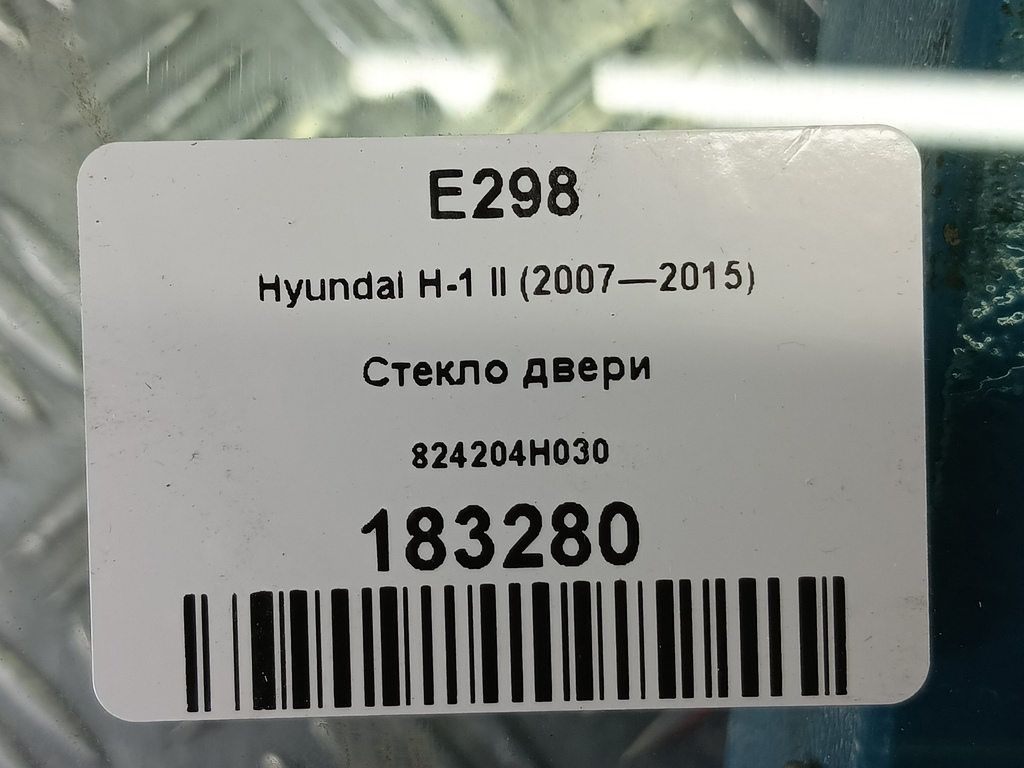 E298
Hyundai H-1 II (2007—2015)
Стекло двери
824204H030
183280